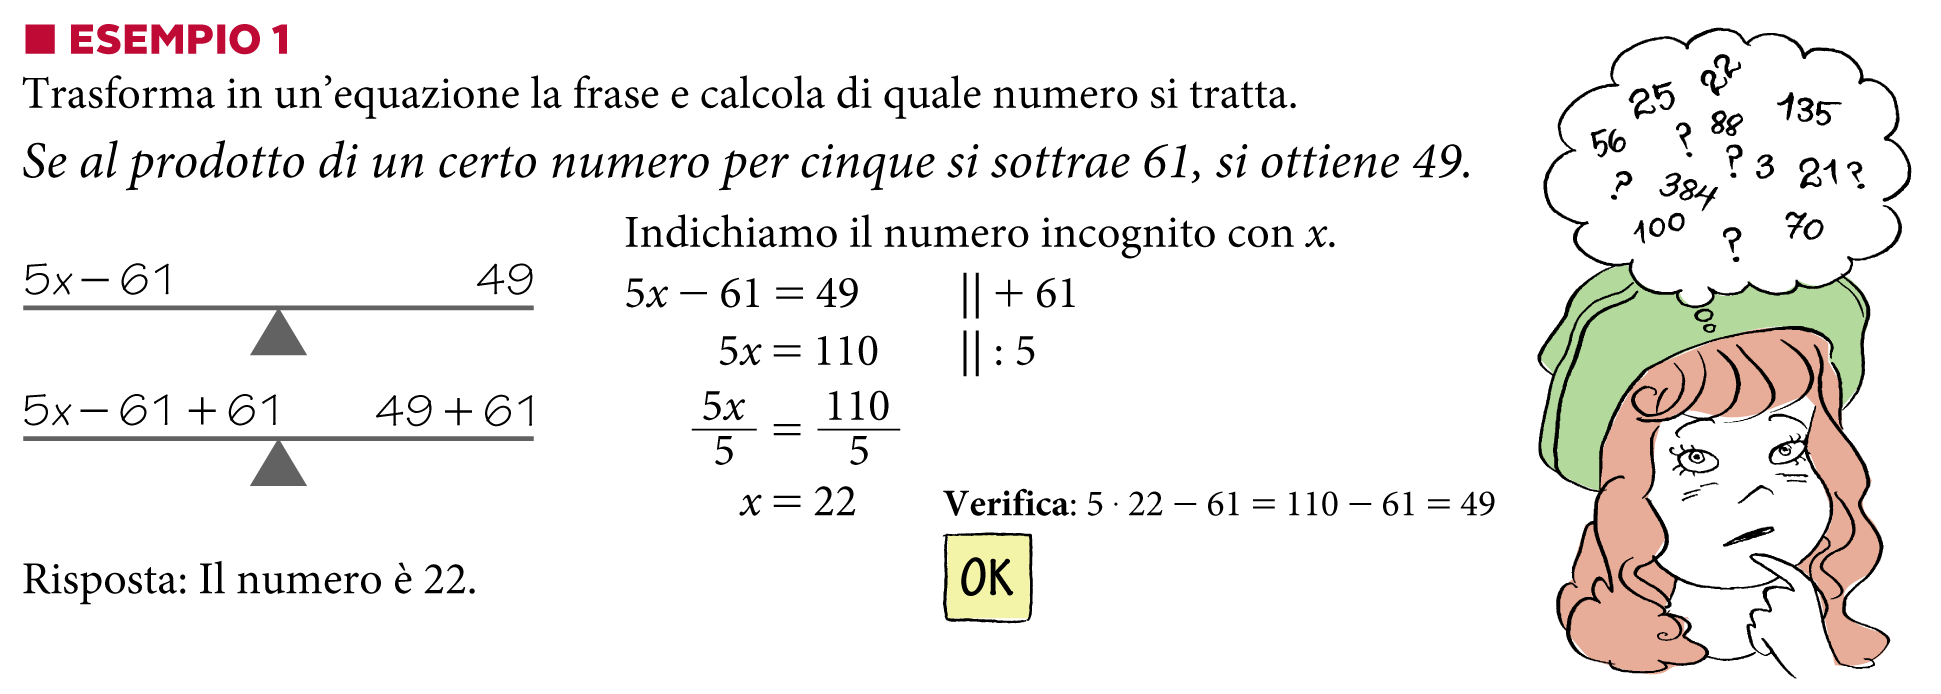 ESEMPIO 1
Trasforma in un’equazione la frase e calcola di quale numero si tratta.
Se al prodotto di un certo numero per cinque si sottrae 61, si ottiene 49.
Indichiamo il numero incognito con x.
5x − 61 49
5x − 61 = 49 || + 61
5x = 110 || : 5
5x − 61 + 61 49 + 61
5x/5 = 110/5
x = 22
Verifica: 5 · 22 − 61 = 110 − 61 = 49
OK
Risposta: Il numero è 22.
25 22
56 ? 88 135
? 384 ? 3 21?
100 ? 70